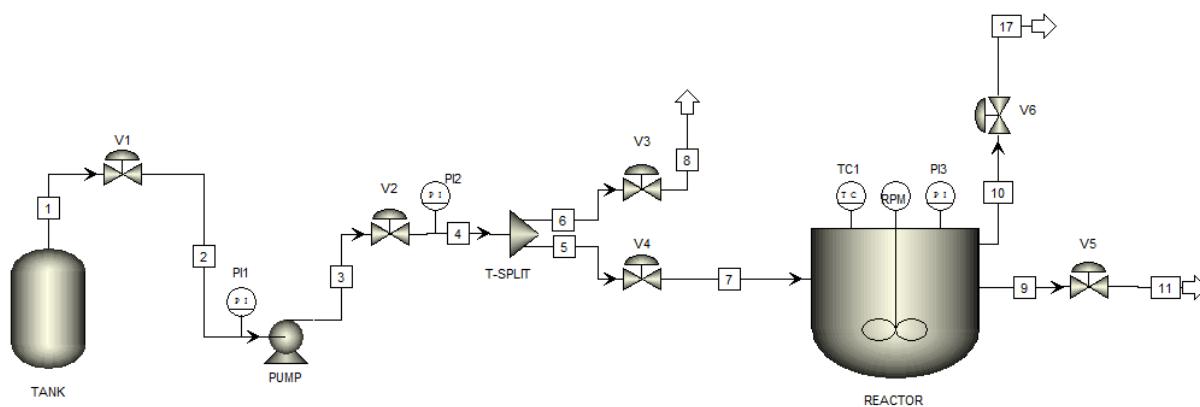 17
V6
V1
V3
8
TC1
PI3
V2
PI2
T C
RPM
P I
10
1
P I
6
4
5
V4
V5
T-SPLIT
2
PI1
3
7
9
11
P I
PUMP
TANK
REACTOR